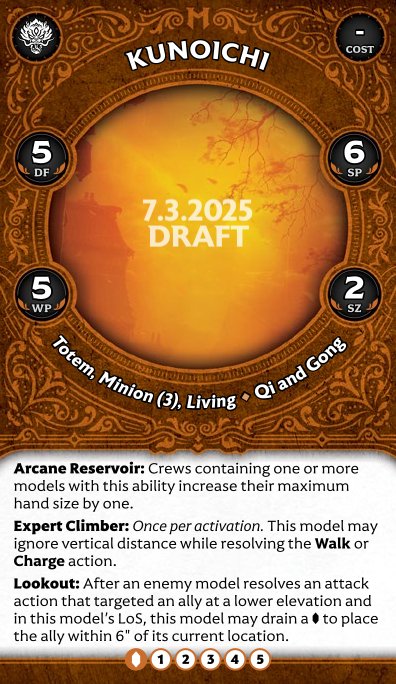 -
COST
KUNOICHI
5
DF
6
SP
7.3.2025
DRAFT
5
WP
2
SZ
Totem, Minion (3), Living ♦ Qi and Gong
Arcane Reservoir: Crews containing one or more
models with this ability increase their maximum
hand size by one.
Expert Climber: Once per activation. This model may
ignore vertical distance while resolving the Walk or
Charge action.
Lookout: After an enemy model resolves an attack
action that targeted an ally at a lower elevation and
in this model's LoS, this model may drain a ⬮ to place
the ally within 6" of its current location.
1 2 3 4 5